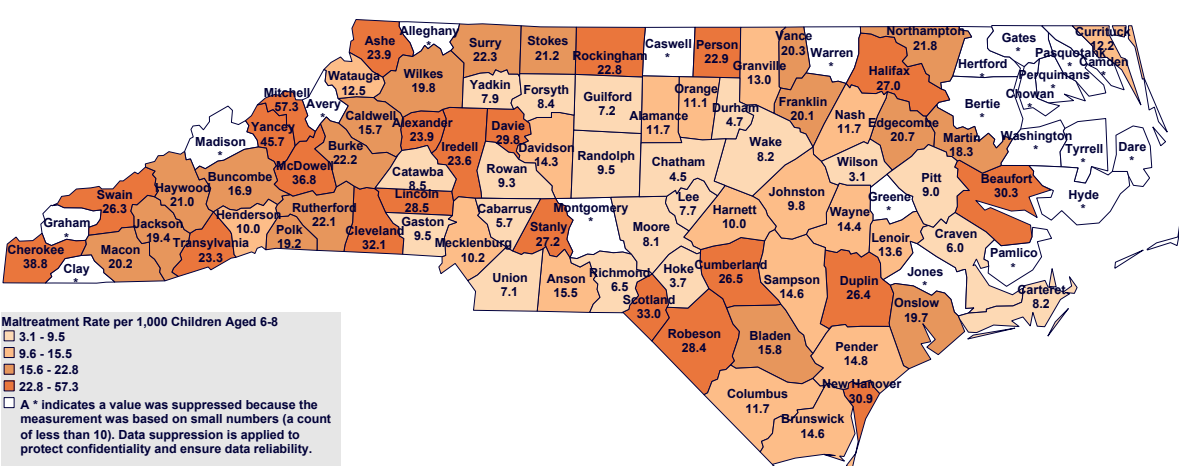 Alleghany
*
Ashe
23.9
Surry
22.3
Stokes
21.2
Rockingham
22.8
Caswell
*
Person
22.9
Vance
20.3
Granville
13.0
Warren
*
Northampton
21.8
Gates
*
Currituck
12.2
Pasquotank
*
Camden
*
Hertford
*
Perquimans
*
Chowan
*
Halifax
27.0
Bertie
*
Watauga
12.5
Wilkes
19.8
Yadkin
7.9
Forsyth
8.4
Guilford
7.2
Alamance
11.7
Orange
11.1
Durham
4.7
Franklin
20.1
Nash
11.7
Edgecombe
20.7
Martin
18.3
Washington
*
Tyrrell
*
Dare
*
Mitchell
57.3
Avery
*
Caldwell
15.7
Alexander
23.9
Iredell
23.6
Davie
29.8
Davidson
14.3
Randolph
9.5
Chatham
4.5
Wake
8.2
Wilson
3.1
Pitt
9.0
Beaufort
30.3
Hyde
*
Madison
*
Yancey
45.7
McDowell
36.8
Burke
22.2
Catawba
8.5
Rowan
9.3
Lee
7.7
Johnston
9.8
Greene
*
Swain
26.3
Haywood
21.0
Buncombe
16.9
Rutherford
22.1
Lincoln
28.5
Cabarrus
5.7
Stanly
27.2
Montgomery
*
Moore
8.1
Harnett
10.0
Wayne
14.4
Lenoir
13.6
Craven
6.0
Pamlico
*
Graham
*
Jackson
19.4
Henderson
10.0
Polk
19.2
Cleveland
32.1
Gaston
9.5
Mecklenburg
10.2
Cherokee
38.8
Clay
*
Macon
20.2
Transylvania
23.3
Union
7.1
Anson
15.5
Richmond
6.5
Hoke
3.7
Cumberland
26.5
Sampson
14.6
Duplin
26.4
Jones
*
Carteret
8.2
Scotland
33.0
Onslow
19.7
Robeson
28.4
Bladen
15.8
Pender
14.8
Columbus
11.7
New Hanover
30.9
Brunswick
14.6
Maltreatment Rate per 1,000 Children Aged 6-8
3.1 - 9.5
9.6 - 15.5
15.6 - 22.8
22.8 - 57.3
A * indicates a value was suppressed because the
measurement was based on small numbers (a count
of less than 10). Data suppression is applied to
protect confidentiality and ensure data reliability.